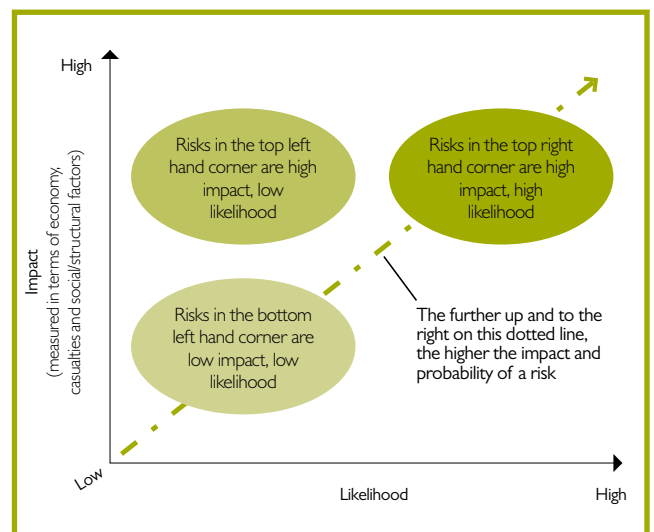 High
Risks in the top left
hand corner are high
impact, low
likelihood
Risks in the top right
hand corner are high
impact, high
likelihood
Impact
(measured in terms of economy,
casualties and social/structural factors)
Risks in the bottom
left hand corner are
low impact, low
likelihood
The further up and to the
right on this dotted line,
the higher the impact and
probability of a risk
Low
Likelihood
High